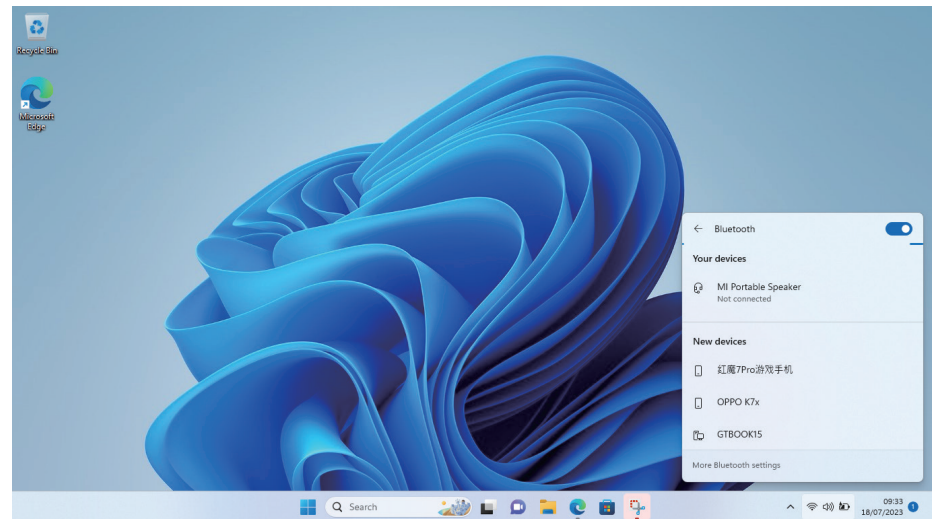 Recycle Bin
Microsoft
Edge
Bluetooth
Your devices
MI Portable Speaker
Not connected
New devices
紅魔7Pro游戏手机
OPPO K7x
GTBOOK15
More Bluetooth settings
Search
09:33
18/07/2023
1